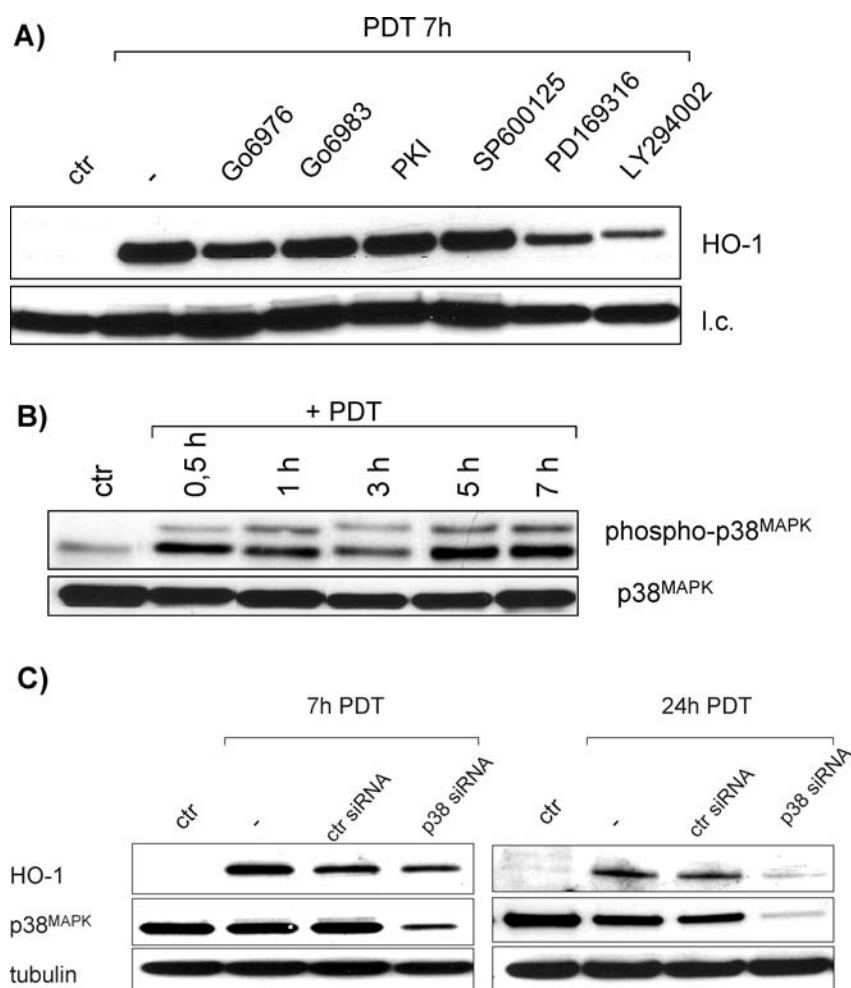 A)
PDT 7h
ctr - Go6976 Go6983 PKI SP600125 PD169316 LY294002
HO-1
l.c.
B)
+ PDT
ctr 0,5 h 1 h 3 h 5 h 7 h
phospho-p38MAPK
p38MAPK
C)
7h PDT 24h PDT
ctr - ctr siRNA p38 siRNA ctr - ctr siRNA p38 siRNA
HO-1
p38MAPK
tubulin